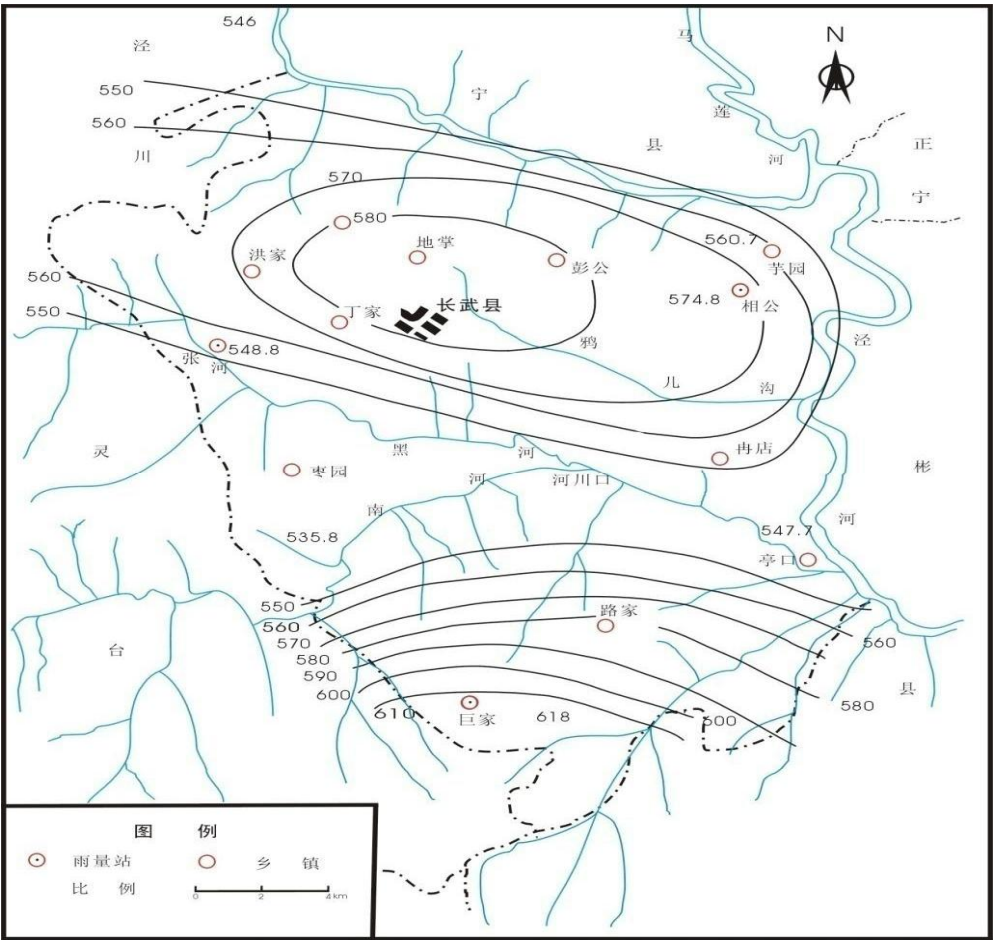 546
泾
马
N
550
宁
莲
560
川
县
河
正
宁
570
580
地掌
560.7
洪家
彭公
芋园
560
574.8
相公
丁家
长武县
550
548.8
鸦
泾
张
河
儿
沟
灵
黑
河
冉店
彬
枣园
河
河川口
南
河
535.8
547.7
亭口
550
路家
560
570
560
台
580
590
县
600
580
610
巨家
618
600
图 例
雨量站
乡 镇
比 例
0 2 4km